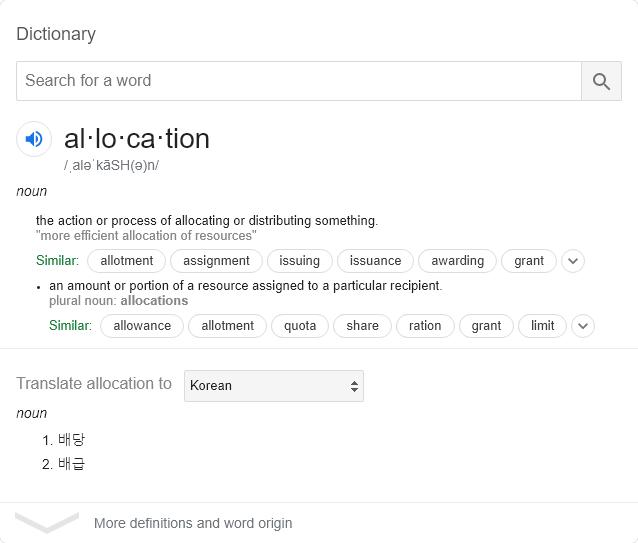 Dictionary
Search for a word
al·lo·ca·tion
/ˌaləˈkāSH(ə)n/
noun
the action or process of allocating or distributing something.
"more efficient allocation of resources"
Similar: allotment assignment issuing issuance awarding grant
• an amount or portion of a resource assigned to a particular recipient.
plural noun: allocations
Similar: allowance allotment quota share ration grant limit
Translate allocation to Korean
noun
1. 배당
2. 배급
More definitions and word origin